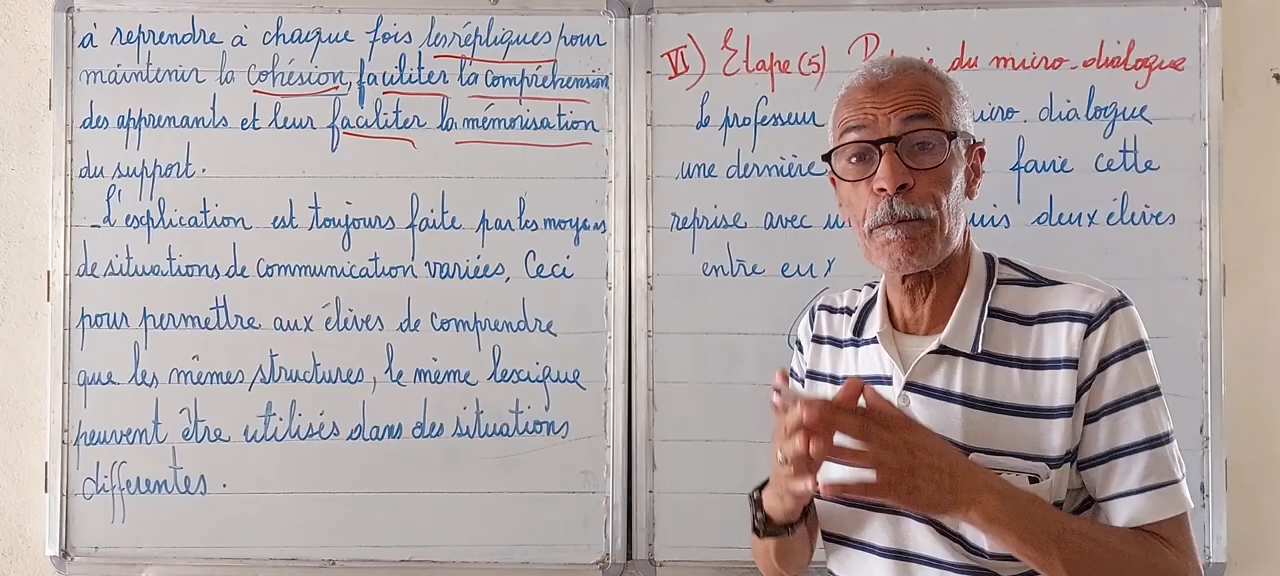 à reprendre à chaque fois les répliques pour
maintenir la cohésion, faciliter la compréhension
des apprenants et leur faciliter la mémorisation
du support.
- L'explication est toujours faite par les moyens
de situations de communication variées, Ceci
pour permettre aux élèves de comprendre
que les mêmes structures, le même lexique
peuvent être utilisés dans des situations
differentes.
VI) Etape (5) du micro-dialogue
Le professeur micro-dialogue
une dernière faire cette
reprise avec deux élèves
entre eux